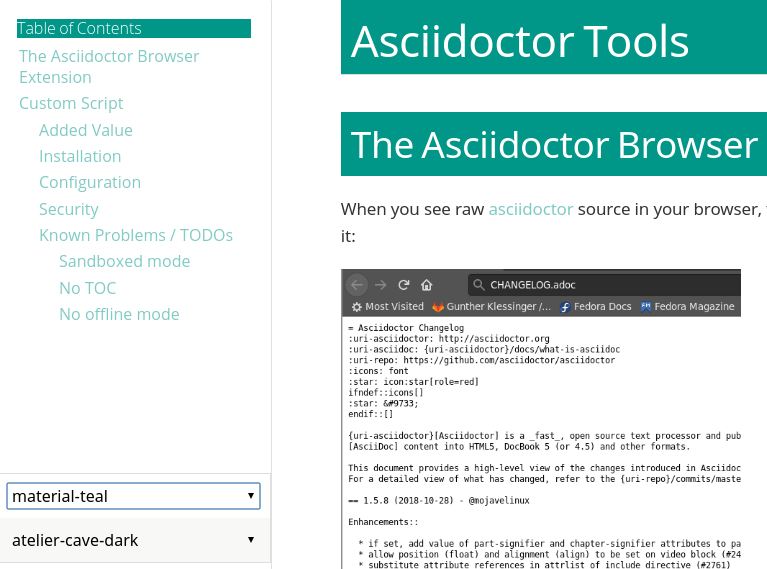 Table of Contents
The Asciidoctor Browser
Extension
Custom Script
Added Value
Installation
Configuration
Security
Known Problems / TODOs
Sandboxed mode
No TOC
No offline mode
material-teal
atelier-cave-dark
Asciidoctor Tools
The Asciidoctor Browser
When you see raw asciidoctor source in your browser,
it:
CHANGELOG.adoc
Most Visited Gunther Klessinger /... Fedora Docs Fedora Magazine
= Asciidoctor Changelog
:uri-asciidoctor: http://asciidoctor.org
:uri-asciidoc: {uri-asciidoctor}/docs/what-is-asciidoc
:uri-repo: https://github.com/asciidoctor/asciidoctor
:icons: font
:star: icon:star[role=red]
ifndef::icons[]
:star: &#9733;
endif::[]
{uri-asciidoctor}[Asciidoctor] is a _fast_, open source text processor and pub
[AsciiDoc] content into HTML5, DocBook 5 (or 4.5) and other formats.
This document provides a high-level view of the changes introduced in Asciidoc
For a detailed view of what has changed, refer to the {uri-repo}/commits/maste
== 1.5.8 (2018-10-28) - @mojavelinux
Enhancements::
* if set, add value of part-signifier and chapter-signifier attributes to pa
* allow position (float) and alignment (align) to be set on video block (#24
* substitute attribute references in attrlist of include directive (#2761)